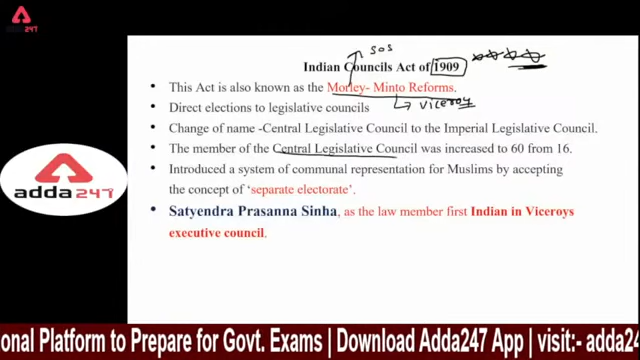 adda 247
SOS
Indian Councils Act of 1909
• This Act is also known as the Morley- Minto Reforms.
viceroy
• Direct elections to legislative councils
• Change of name -Central Legislative Council to the Imperial Legislative Council.
• The member of the Central Legislative Council was increased to 60 from 16.
• Introduced a system of communal representation for Muslims by accepting
the concept of 'separate electorate'.
adda247
• Satyendra Prasanna Sinha, as the law member first Indian in Viceroys
executive council.
onal Platform to Prepare for Govt. Exams | Download Adda247 App | visit:- adda24